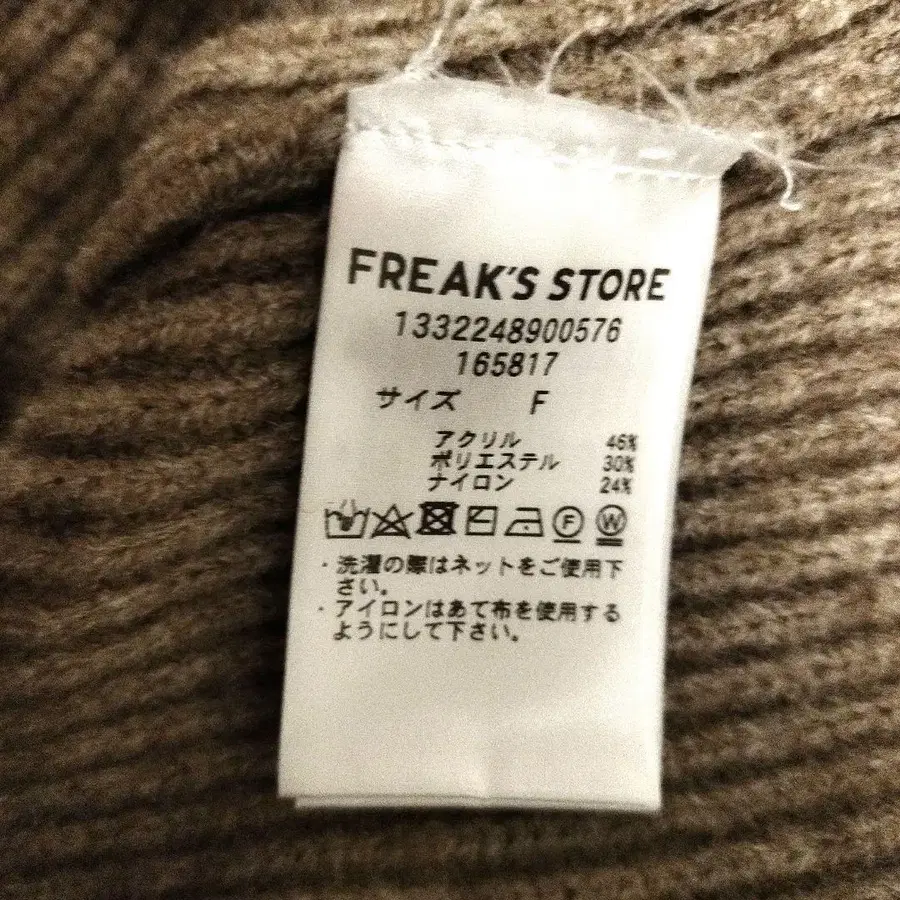 FREAK'S STORE
1332248900576
165817
サイズ F
アクリル 46%
ポリエステル 30%
ナイロン 24%
F W
・洗濯の際はネットをご使用下
さい。
・アイロンはあて布を使用する
ようにして下さい。